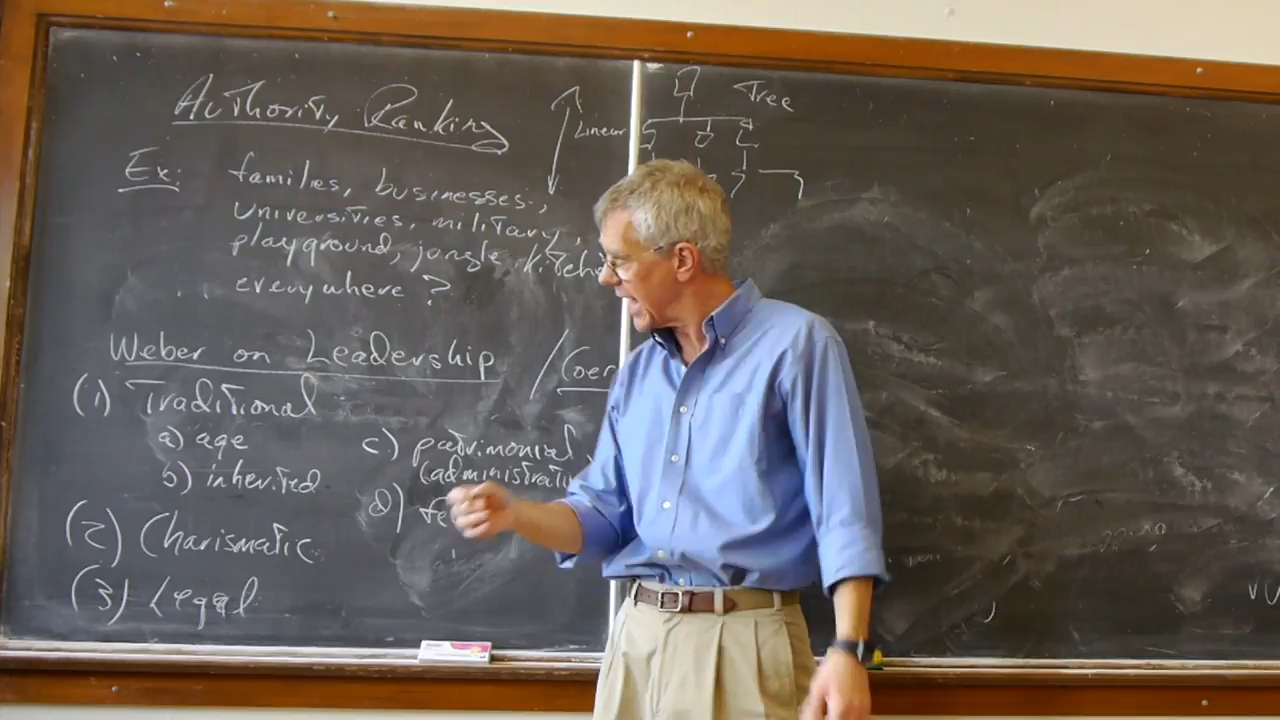 Authority Ranking
Linear
Tree
Ex: families, businesses,
universities, military,
playground, jungle, kitchen
everywhere?
Weber on Leadership
(1) Traditional
a) age
b) inherited
c) patrimonial
d)
(2) Charismatic
(3) Legal